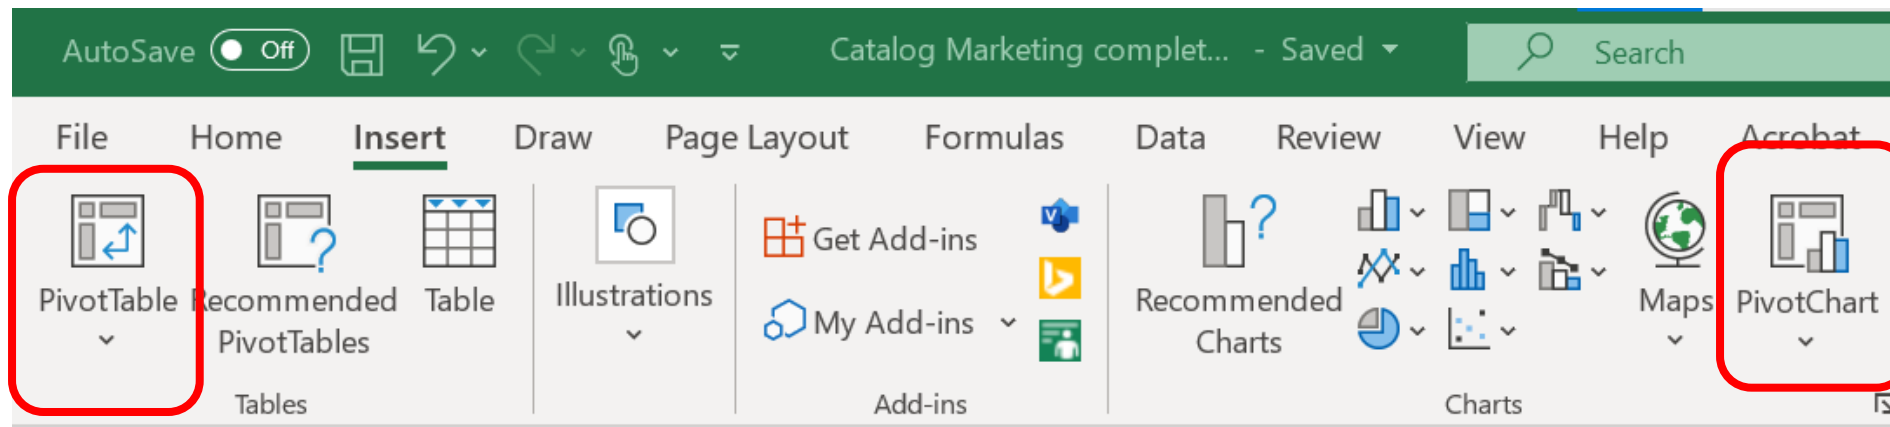 AutoSave Off Catalog Marketing complet... - Saved Search
File Home Insert Draw Page Layout Formulas Data Review View Help Acrobat
PivotTable
Recommended
PivotTables
Table
Illustrations
Get Add-ins
My Add-ins
Recommended
Charts
Maps
PivotChart
Tables
Add-ins
Charts